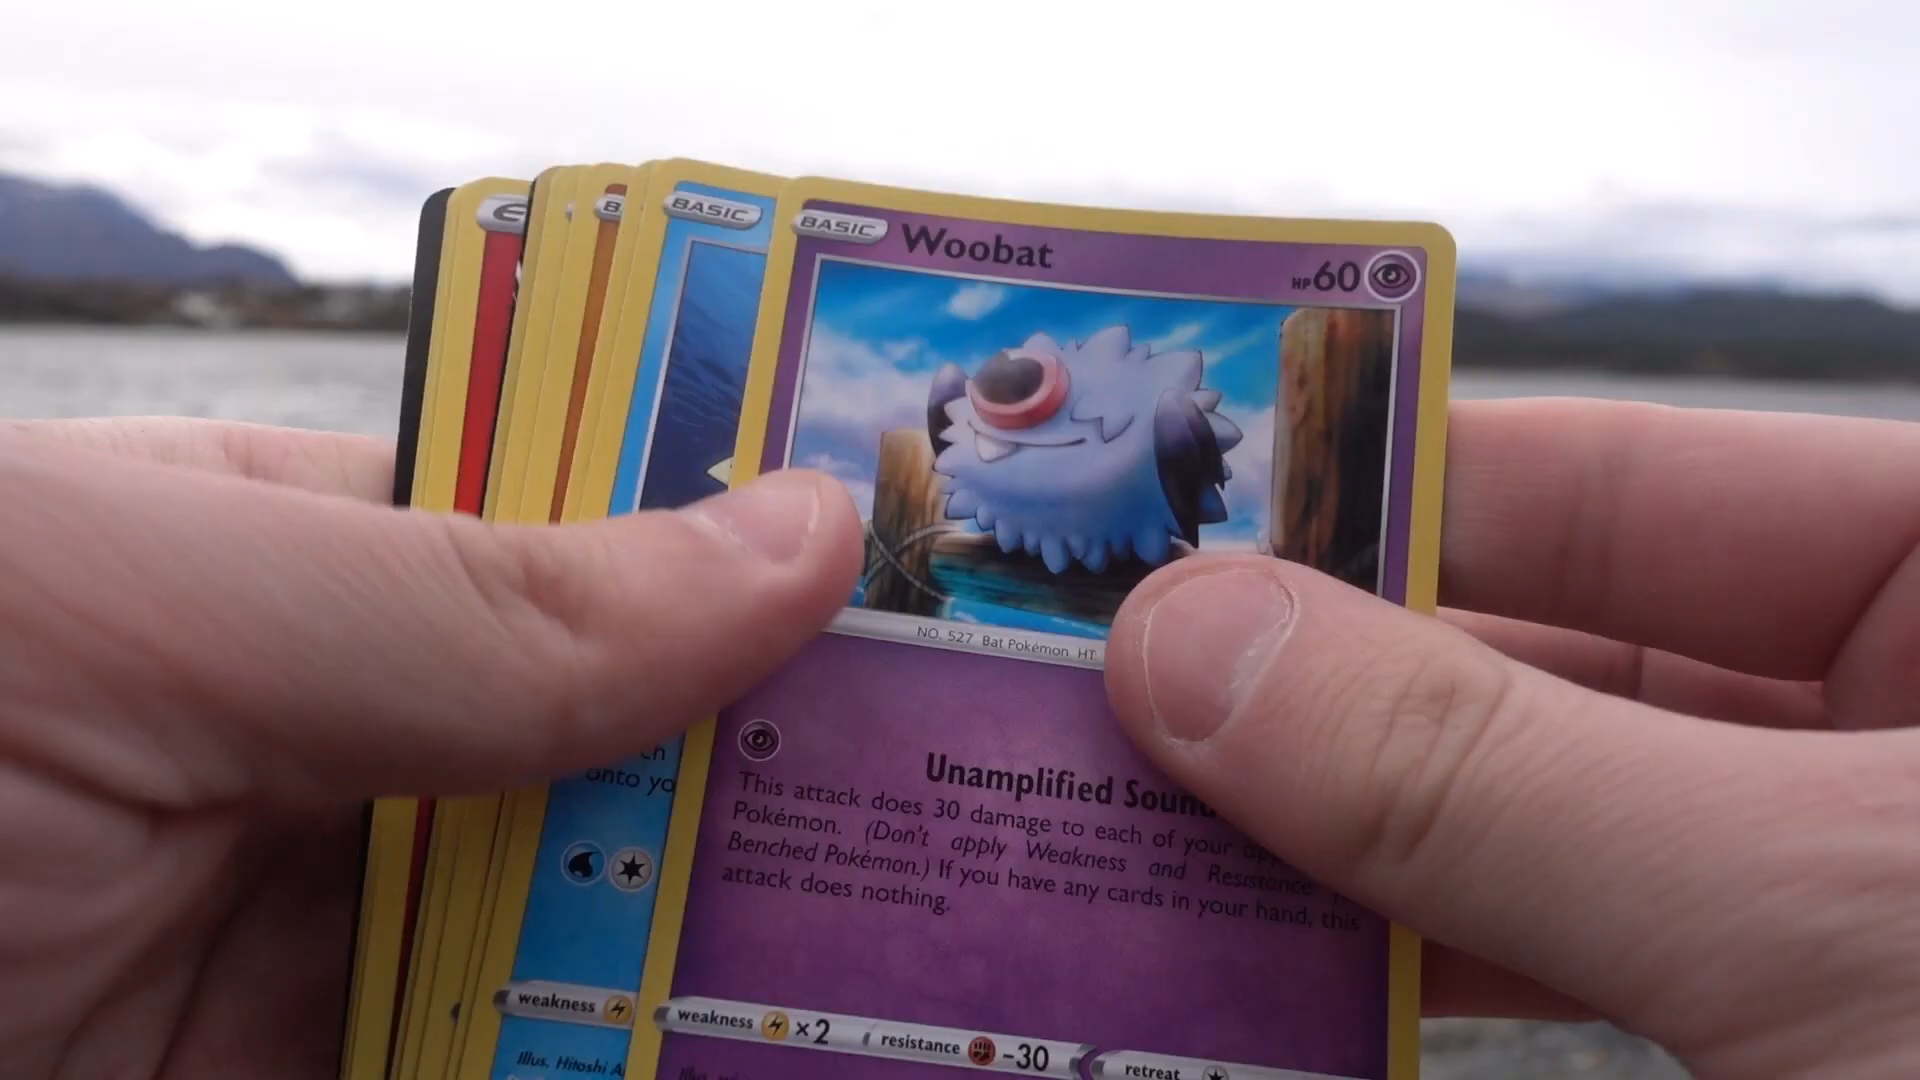 BASIC Woobat HP60
BASIC
B
NO. 527 Bat Pokémon HT
Unamplified Soun
This attack does 30 damage to each of your opp
Pokémon. (Don't apply Weakness and Resistance
Benched Pokémon.) If you have any cards in your hand, this
attack does nothing.
weakness ×2 resistance -30 retreat
onto yo
weakness
Illus. Hitoshi A
Illus.